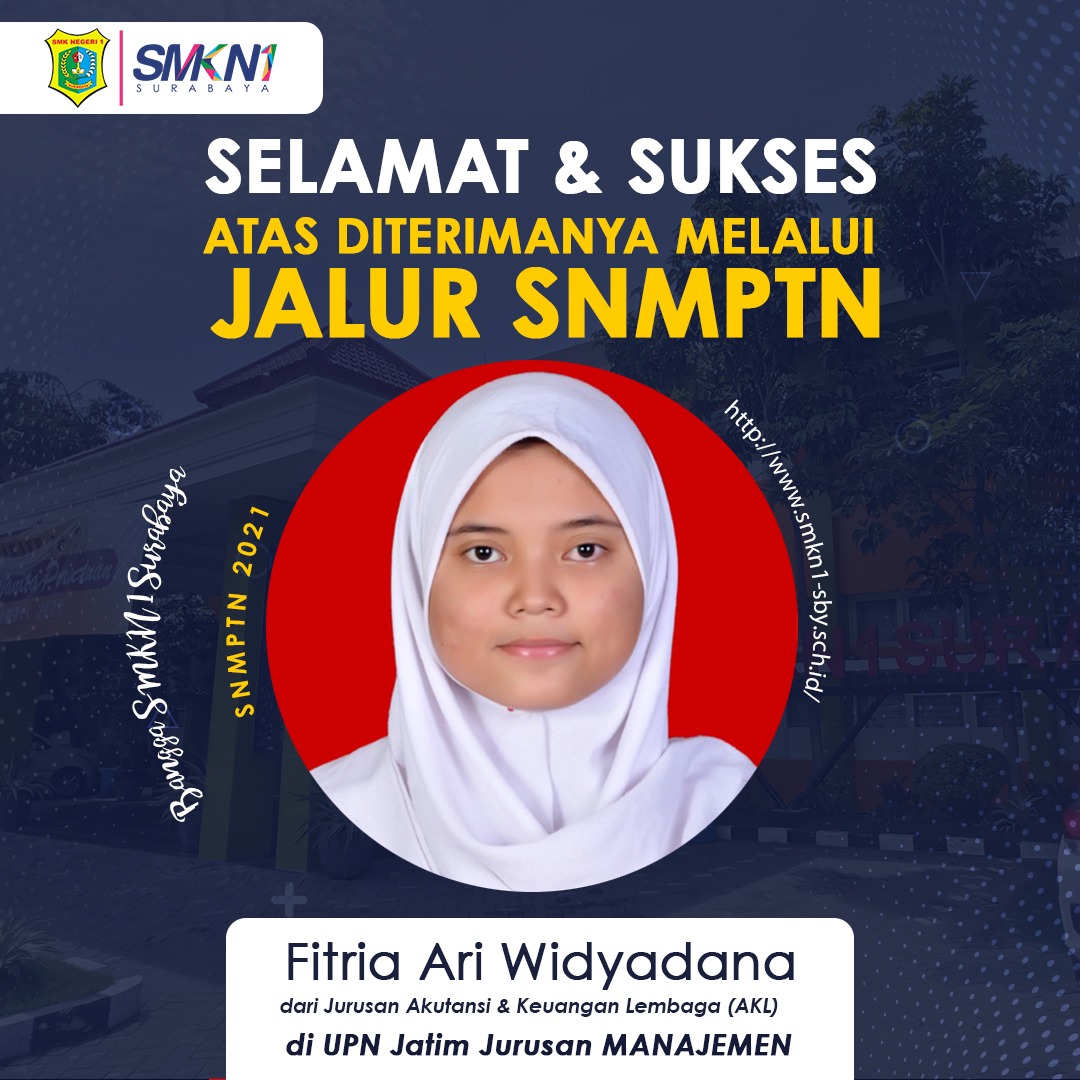 SMK NEGERI 1
SMKN1
SURABAYA
SELAMAT & SUKSES
ATAS DITERIMANYA MELALUI
JALUR SNMPTN
Bangga SMKN 1 Surabaya
SNMPTN 2021
http://www.smkn1-sby.sch.id/
Fitria Ari Widyadana
dari Jurusan Akutansi & Keuangan Lembaga (AKL)
di UPN Jatim Jurusan MANAJEMEN